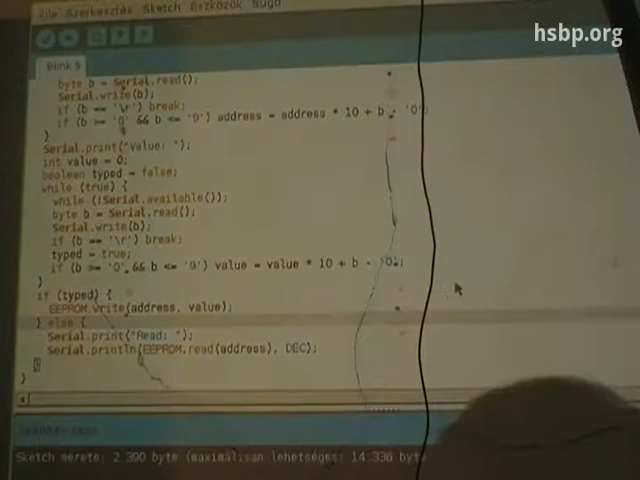 File Szerkesztés Sketch Eszközök Súgó
hsbp.org
Blink §
byte b = Serial.read();
Serial.write(b);
if (b == '\r') break;
if (b >= '0' && b <= '9') address = address * 10 + b - '0'
}
Serial.print("Value: ");
int value = 0;
boolean typed = false;
while (true) {
while (!Serial.available());
byte b = Serial.read();
Serial.write(b);
if (b == '\r') break;
typed = true;
if (b >= '0' && b <= '9') value = value * 10 + b - '0';
}
if (typed) {
EEPROM.write(address, value);
} else {
Serial.print("Read: ");
Serial.println(EEPROM.read(address), DEC);
}
}
Sketch mérete: 2 390 byte (maximálisan lehetséges: 14 336 byte